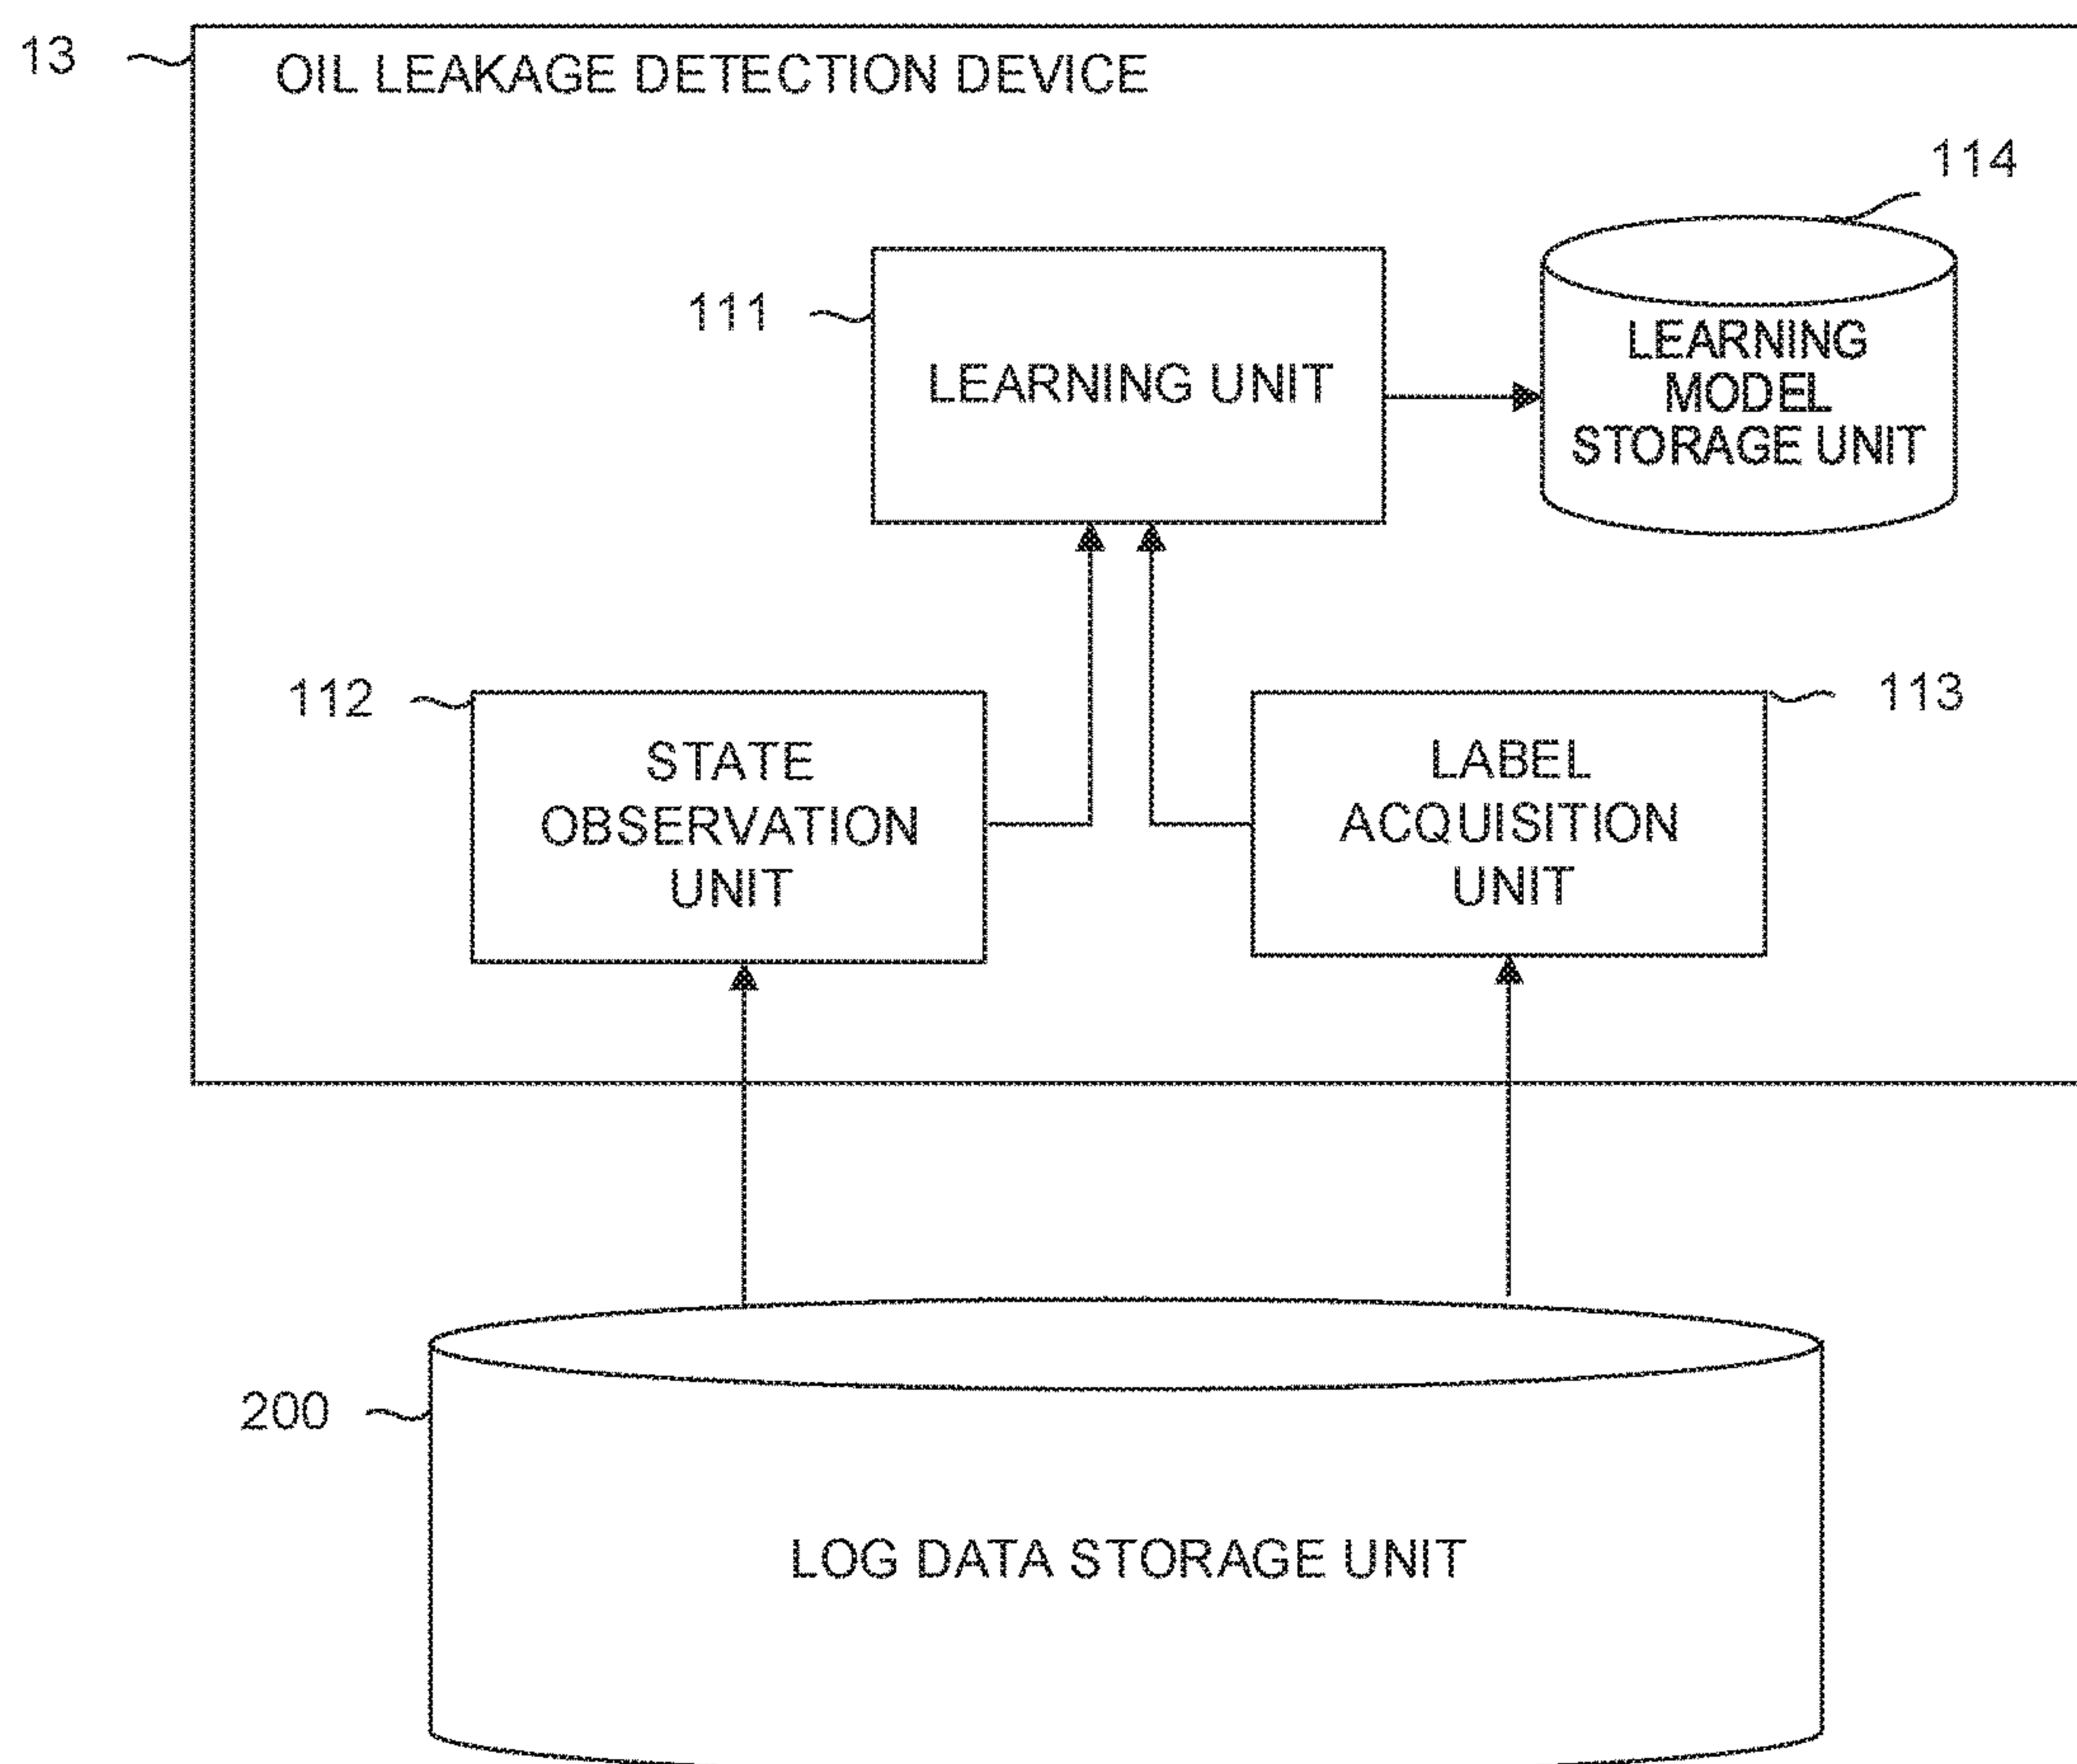 13
OIL LEAKAGE DETECTION DEVICE
114
111
LEARNING UNIT
LEARNING
MODEL
STORAGE UNIT
112
STATE
OBSERVATION
UNIT
113
LABEL
ACQUISITION
UNIT
200
LOG DATA STORAGE UNIT